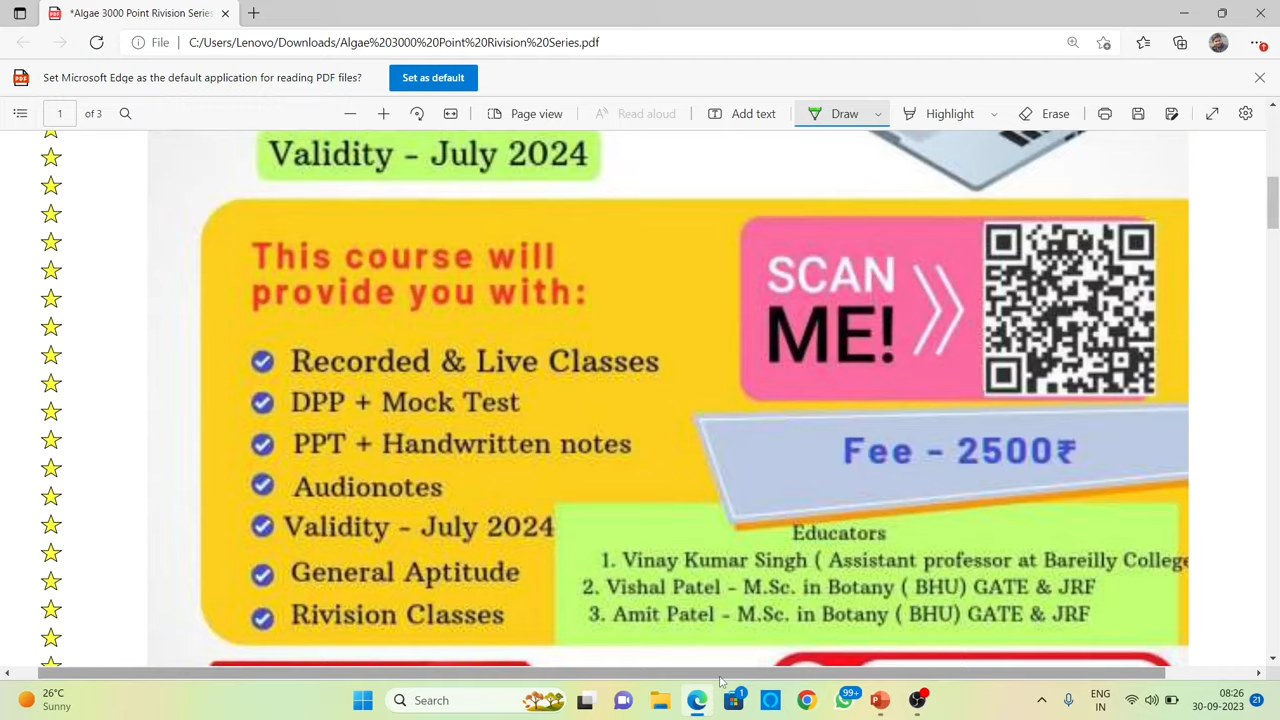 *Algae 3000 Point Rivision Series
File
C:/Users/Lenovo/Downloads/Algae%203000%20Point%20Rivision%20Series.pdf
Set Microsoft Edge as the default application for reading PDF files?
Set as default
1 of 3
Page view
Read aloud
Add text
Draw
Highlight
Erase
Validity - July 2024
This course will
provide you with:
Recorded & Live Classes
DPP + Mock Test
PPT + Handwritten notes
Audionotes
Validity - July 2024
General Aptitude
Rivision Classes
SCAN
ME!
Fee - 2500₹
Educators
1. Vinay Kumar Singh ( Assistant professor at Bareilly College
2. Vishal Patel - M.Sc. in Botany ( BHU) GATE & JRF
3. Amit Patel - M.Sc. in Botany ( BHU) GATE & JRF
26°C
Sunny
Search
1
99+
ENG
IN
08:26
30-09-2023
21